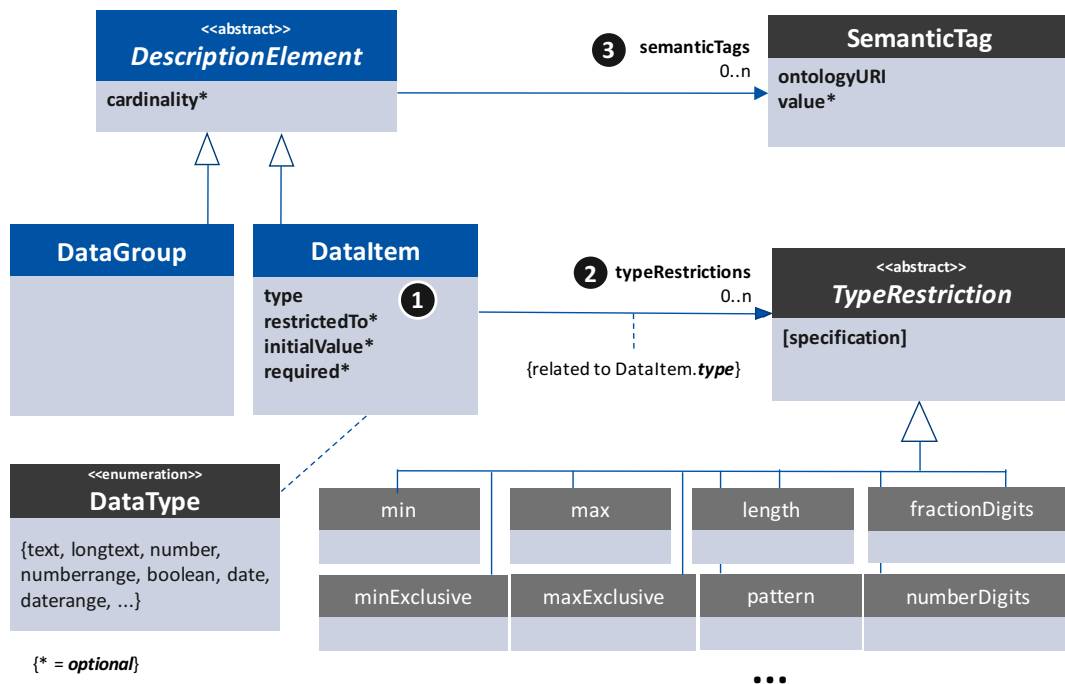 <<abstract>>
DescriptionElement
cardinality*
3 semanticTags
0..n
SemanticTag
ontologyURI
value*
DataGroup
DataItem
type
restrictedTo*
initialValue*
required*
1
2 typeRestrictions
0..n
{related to DataItem.type}
<<abstract>>
TypeRestriction
[specification]
<<enumeration>>
DataType
{text, longtext, number,
numberrange, boolean, date,
daterange, ...}
min
max
length
fractionDigits
minExclusive
maxExclusive
pattern
numberDigits
{* = optional}
...